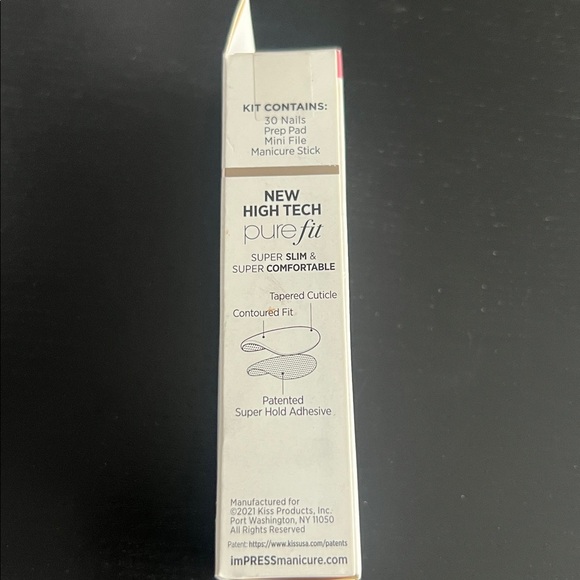 KIT CONTAINS:
30 Nails
Prep Pad
Mini File
Manicure Stick
NEW
HIGH TECH
purefit
SUPER SLIM &
SUPER COMFORTABLE
Tapered Cuticle
Contoured Fit
Patented
Super Hold Adhesive
Manufactured for
©2021 Kiss Products, Inc.
Port Washington, NY 11050
All Rights Reserved
Patent: https://www.kissusa.com/patents
imPRESSmanicure.com